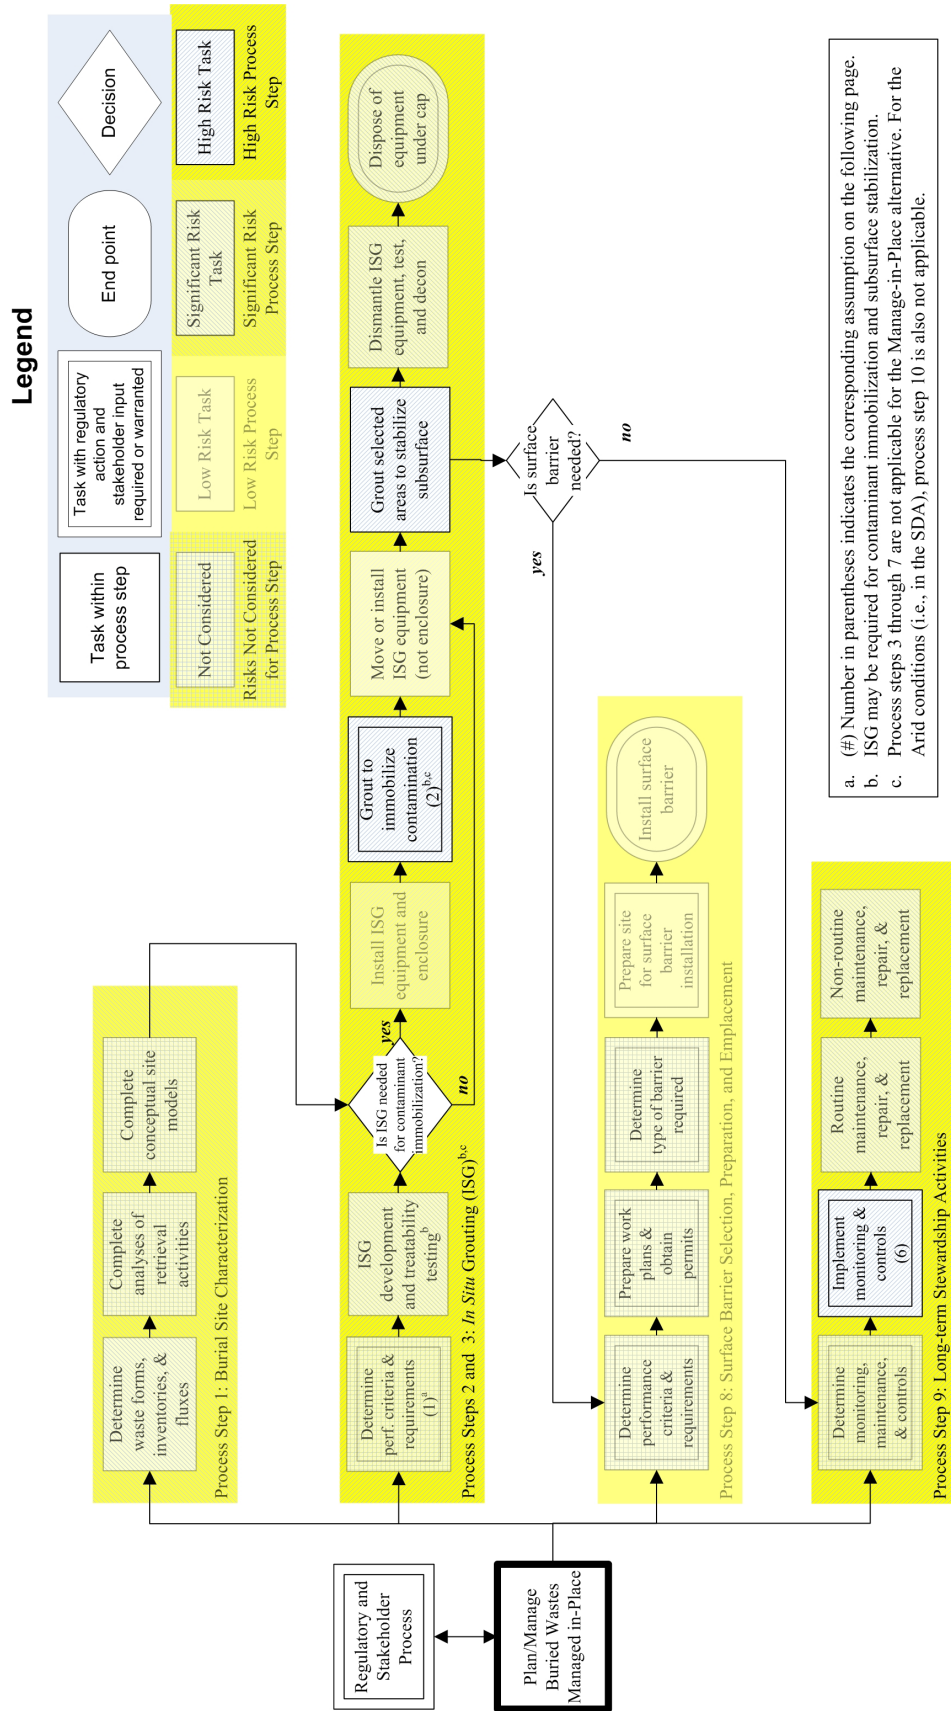 Legend
Task within
process step
Task with regulatory
action and
stakeholder input
required or warranted
End point
Decision
Not Considered
Risks Not Considered
for Process Step
Low Risk Task
Low Risk Process
Step
Significant Risk
Task
Significant Risk
Process Step
High Risk Task
High Risk Process
Step
Regulatory and
Stakeholder
Process
Plan/Manage
Buried Wastes
Managed in-Place
Determine
waste forms,
inventories, &
fluxes
Complete
analyses of
retrieval
activities
Complete
conceptual site
models
Process Step 1: Burial Site Characterization
Determine
perf. criteria &
requirements
(1)a
ISG
development
and treatability
testingb
Is ISG needed
for contaminant
immobilization?
yes
no
Install ISG
equipment and
enclosure
Grout to
immobilize
contamination
(2)b,c
Move or install
ISG equipment
(not enclosure)
Grout selected
areas to stabilize
subsurface
Dismantle ISG
equipment, test,
and decon
Dispose of
equipment
under cap
Process Steps 2 and 3: In Situ Grouting (ISG)b,c
Is surface
barrier
needed?
yes
no
Determine
performance
criteria &
requirements
Prepare work
plans &
obtain
permits
Determine
type of barrier
required
Prepare site
for surface
barrier
installation
Install surface
barrier
Process Step 8: Surface Barrier Selection, Preparation, and Emplacement
Determine
monitoring,
maintenance,
& controls
Implement
monitoring &
controls
(6)
Routine
maintenance,
repair, &
replacement
Non-routine
maintenance,
repair, &
replacement
Process Step 9: Long-term Stewardship Activities
a. (#) Number in parentheses indicates the corresponding assumption on the following page.
b. ISG may be required for contaminant immobilization and subsurface stabilization.
c. Process steps 3 through 7 are not applicable for the Manage-in-Place alternative. For the
Arid conditions (i.e., in the SDA), process step 10 is also not applicable.